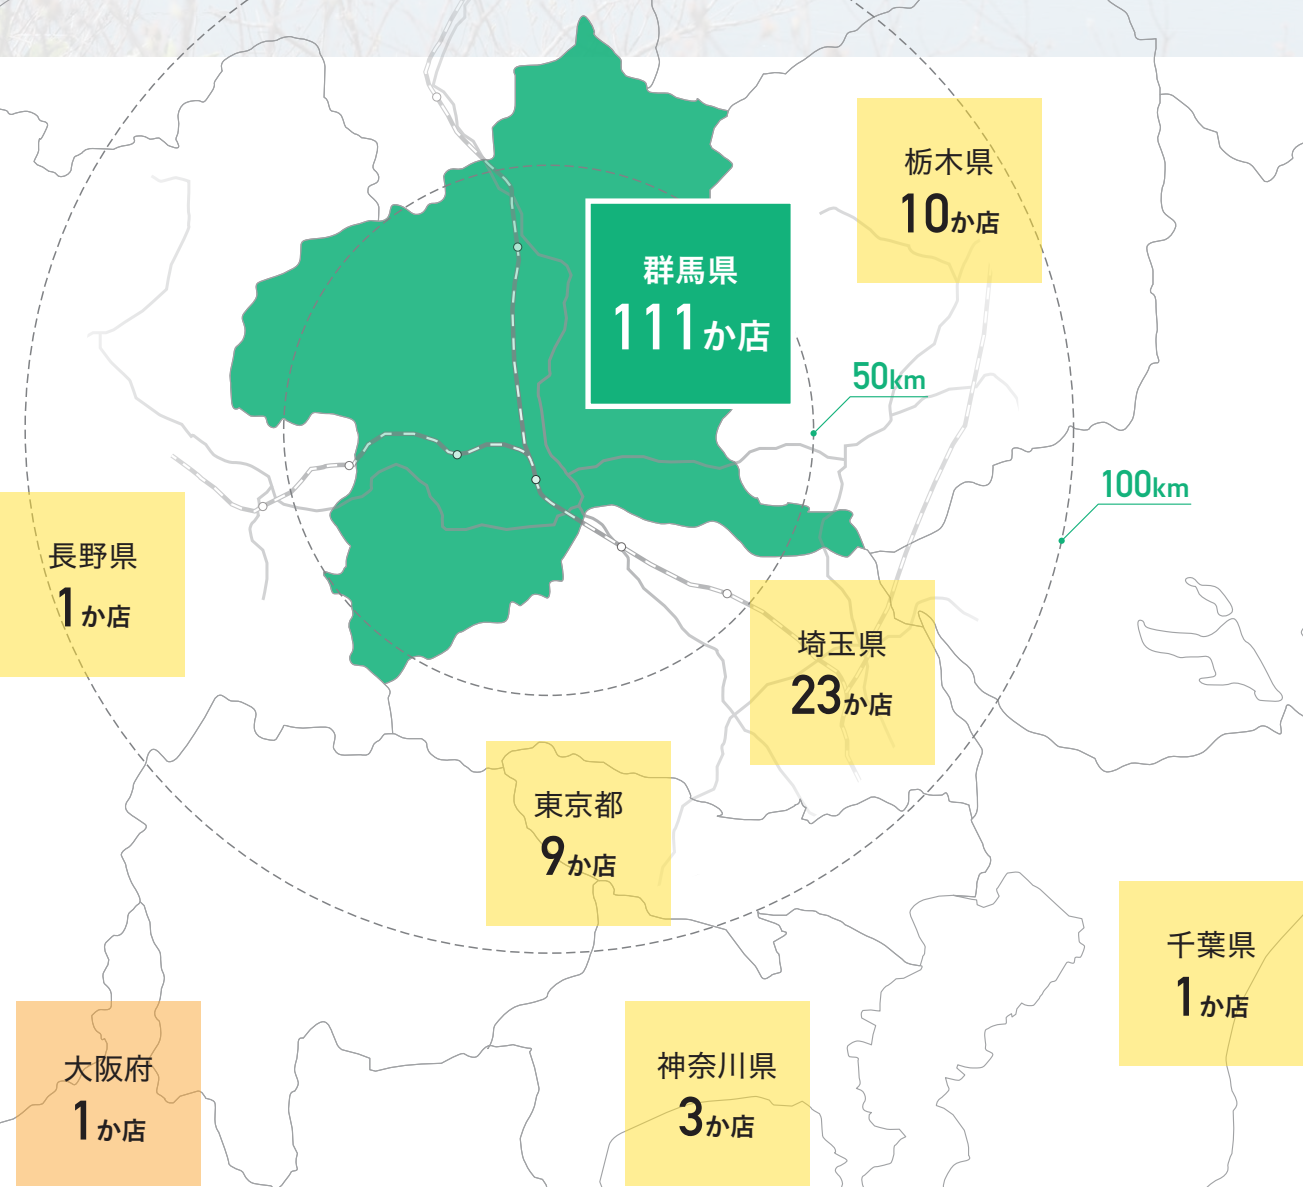 栃木県
10か店
群馬県
111か店
50km
100km
長野県
1か店
埼玉県
23か店
東京都
9か店
千葉県
1か店
大阪府
1か店
神奈川県
3か店